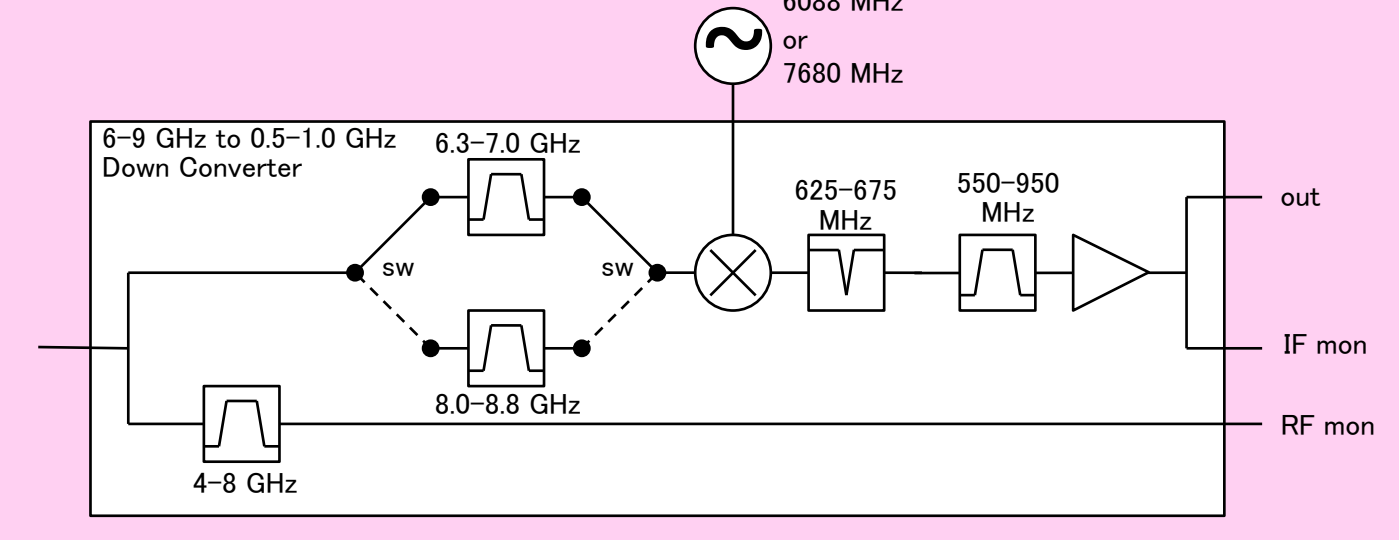 6088 MHz
or
7680 MHz
6-9 GHz to 0.5-1.0 GHz
Down Converter
6.3-7.0 GHz
625-675
MHz
550-950
MHz
out
sw
sw
IF mon
8.0-8.8 GHz
RF mon
4-8 GHz